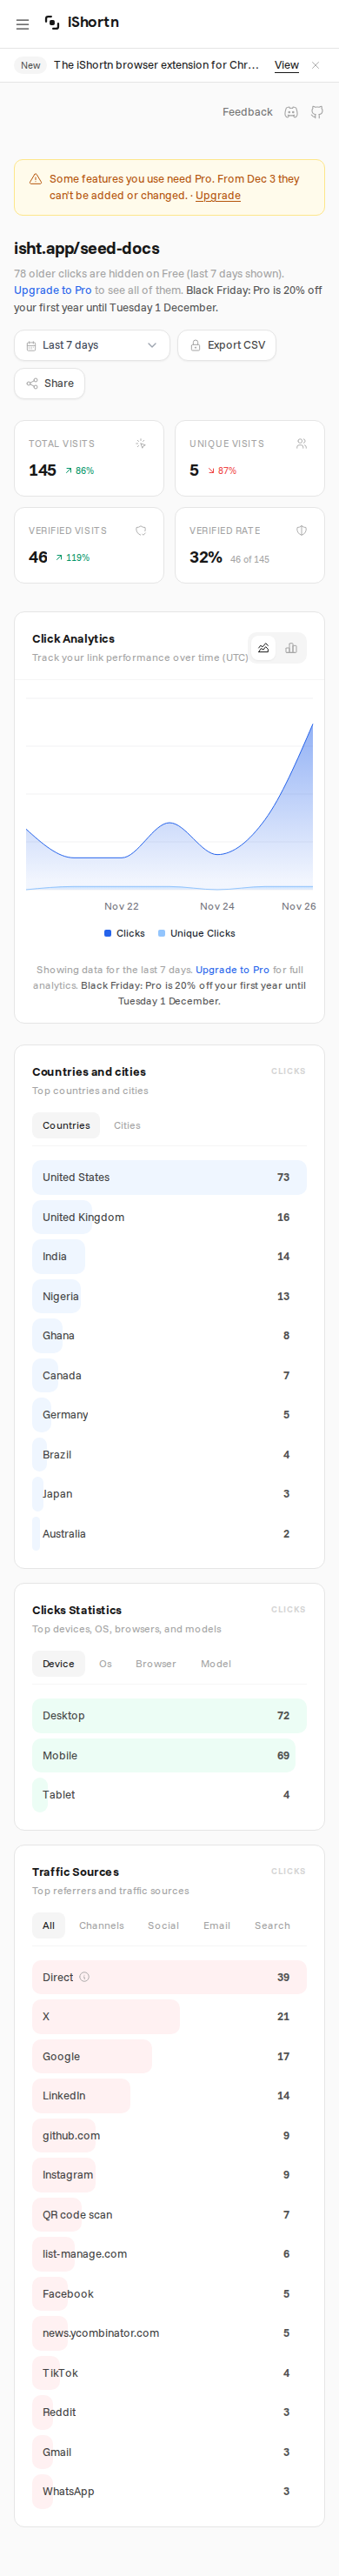 IShortn
New The iShortn browser extension for Chr... View
Feedback
Some features you use need Pro. From Dec 3 they
can't be added or changed. · Upgrade
isht.app/seed-docs
78 older clicks are hidden on Free (last 7 days shown).
Upgrade to Pro to see all of them. Black Friday: Pro is 20% off
your first year until Tuesday 1 December.
Last 7 days
Export CSV
Share
TOTAL VISITS
145 86%
UNIQUE VISITS
5 87%
VERIFIED VISITS
46 119%
VERIFIED RATE
32% 46 of 145
Click Analytics
Track your link performance over time (UTC)
Nov 22 Nov 24 Nov 26
Clicks Unique Clicks
Showing data for the last 7 days. Upgrade to Pro for full
analytics. Black Friday: Pro is 20% off your first year until
Tuesday 1 December.
Countries and cities CLICKS
Top countries and cities
Countries Cities
United States 73
United Kingdom 16
India 14
Nigeria 13
Ghana 8
Canada 7
Germany 5
Brazil 4
Japan 3
Australia 2
Clicks Statistics CLICKS
Top devices, OS, browsers, and models
Device Os Browser Model
Desktop 72
Mobile 69
Tablet 4
Traffic Sources CLICKS
Top referrers and traffic sources
All Channels Social Email Search
Direct 39
X 21
Google 17
LinkedIn 14
github.com 9
Instagram 9
QR code scan 7
list-manage.com 6
Facebook 5
news.ycombinator.com 5
TikTok 4
Reddit 3
Gmail 3
WhatsApp 3